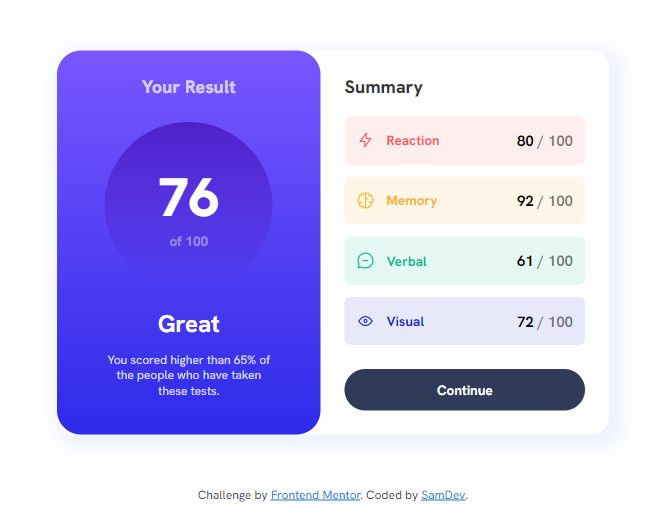 Your Result
76
of 100
Great
You scored higher than 65% of
the people who have taken
these tests.
Summary
Reaction 80 / 100
Memory 92 / 100
Verbal 61 / 100
Visual 72 / 100
Continue
Challenge by Frontend Mentor. Coded by SamDev.